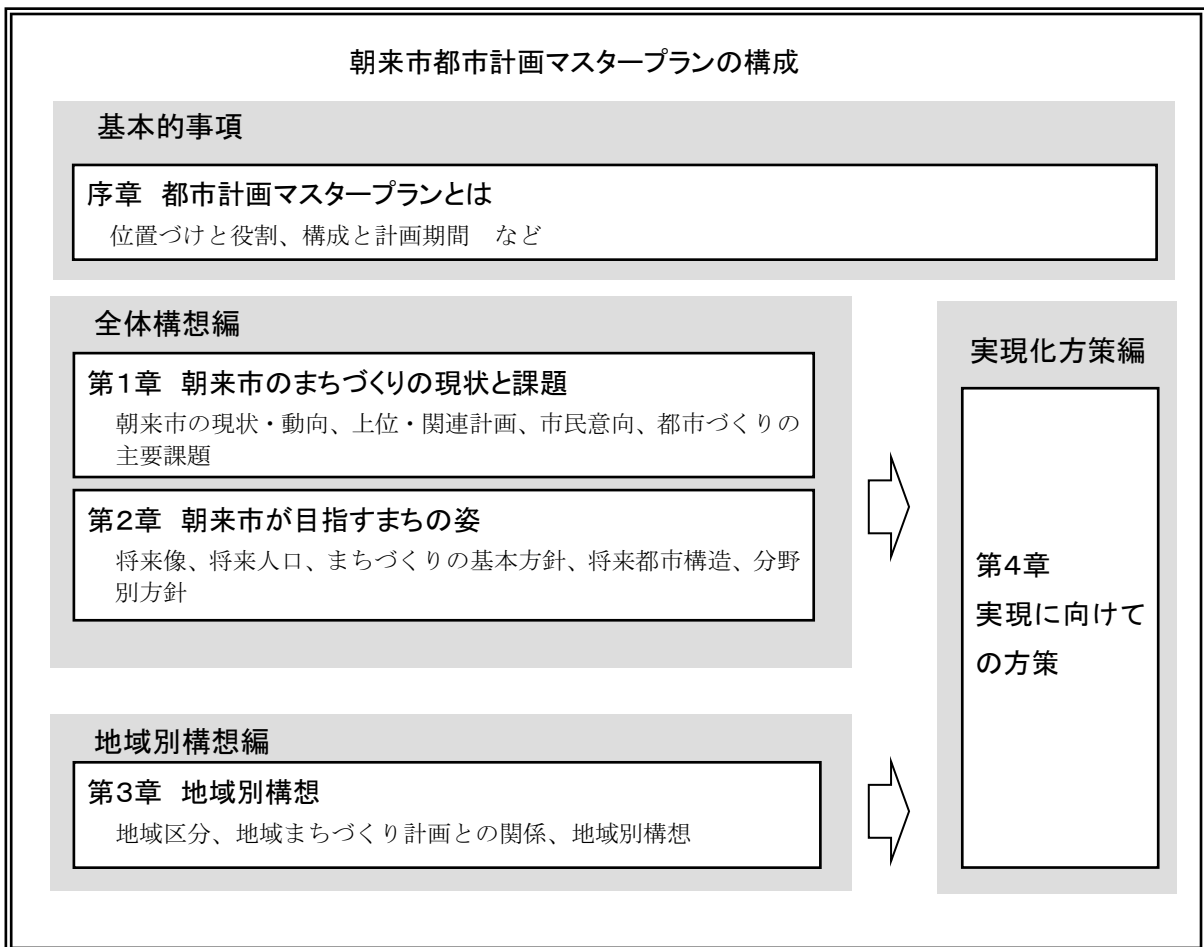 朝来市都市計画マスタープランの構成
基本的事項
序章 都市計画マスタープランとは
位置づけと役割、構成と計画期間 など
全体構想編
第1章 朝来市のまちづくりの現状と課題
朝来市の現状・動向、上位・関連計画、市民意向、都市づくりの
主要課題
第2章 朝来市が目指すまちの姿
将来像、将来人口、まちづくりの基本方針、将来都市構造、分野
別方針
地域別構想編
第3章 地域別構想
地域区分、地域まちづくり計画との関係、地域別構想
実現化方策編
第4章
実現に向けて
の方策